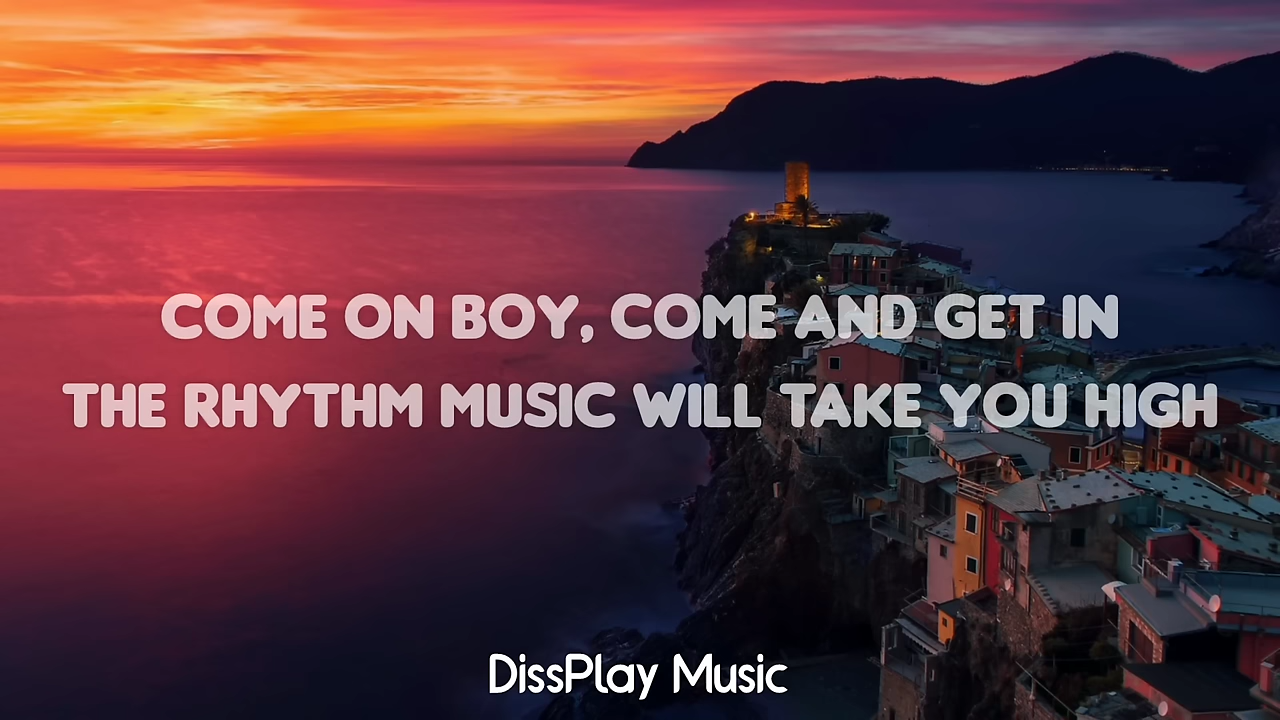 COME ON BOY, COME AND GET IN
THE RHYTHM MUSIC WILL TAKE YOU HIGH
DissPlay Music